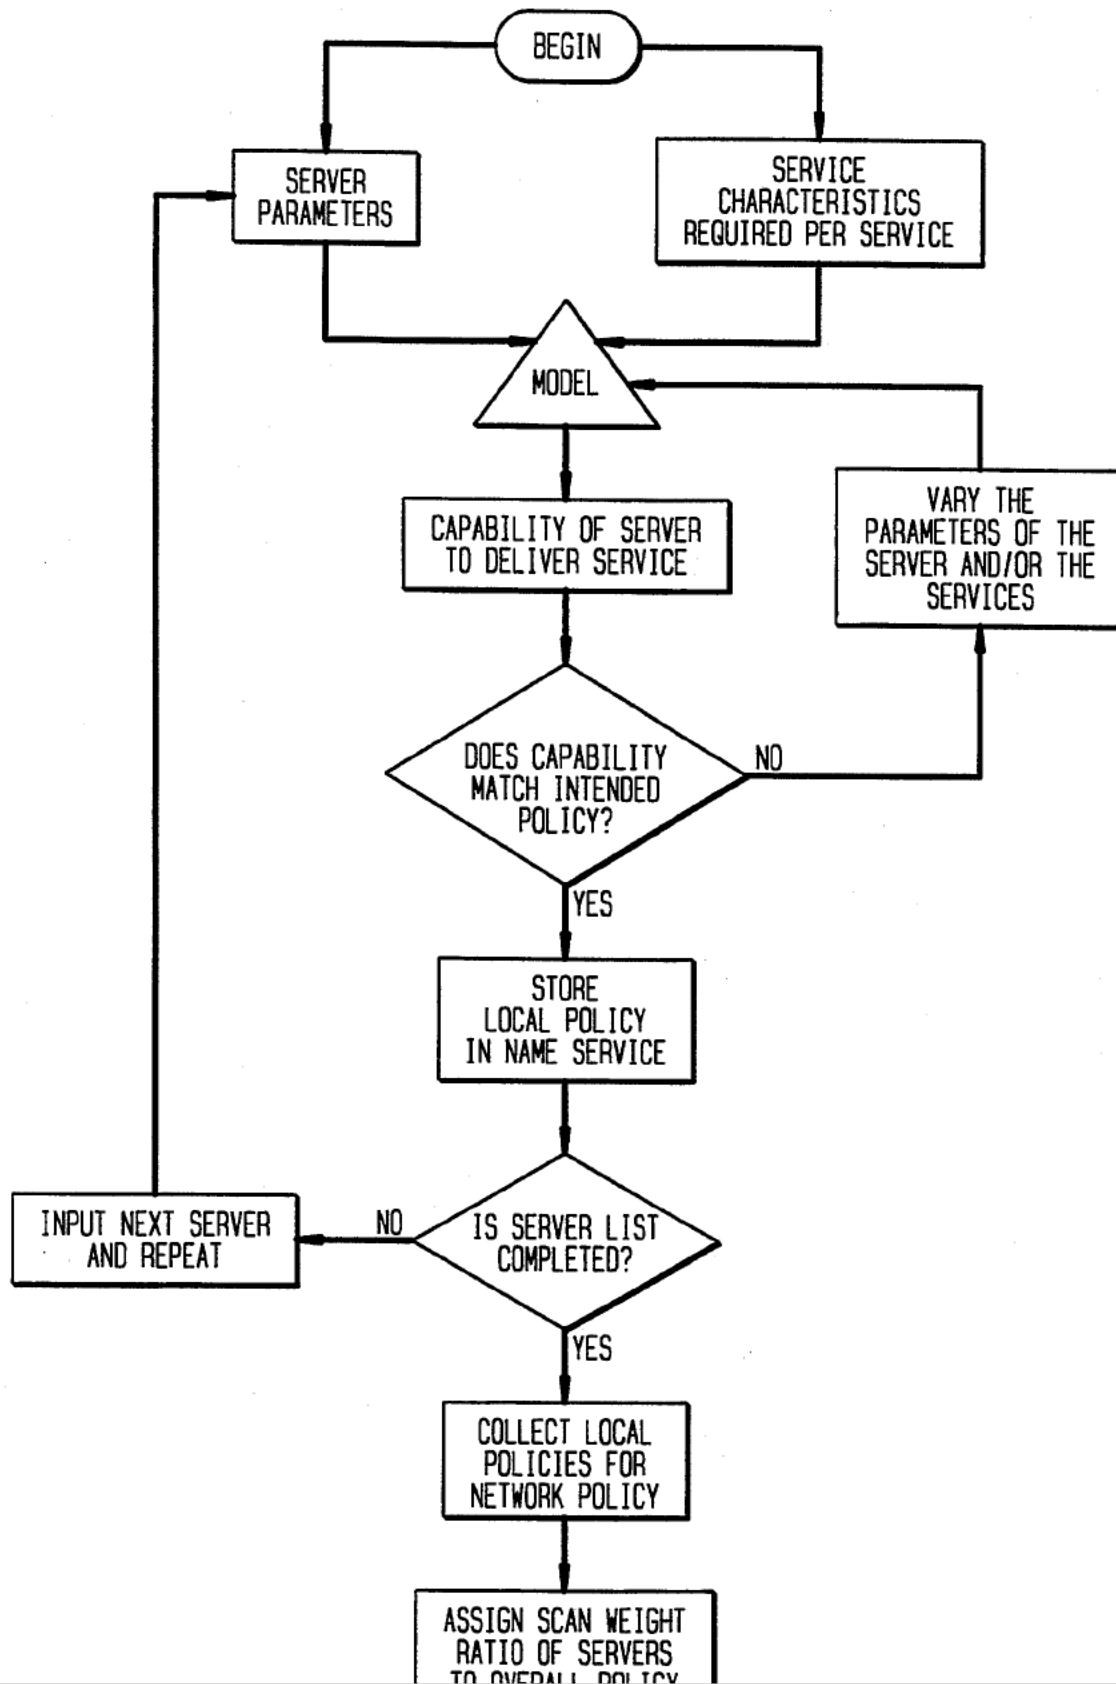 BEGIN
SERVER
PARAMETERS
SERVICE
CHARACTERISTICS
REQUIRED PER SERVICE
MODEL
CAPABILITY OF SERVER
TO DELIVER SERVICE
VARY THE
PARAMETERS OF THE
SERVER AND/OR THE
SERVICES
DOES CAPABILITY
MATCH INTENDED
POLICY?
NO
YES
STORE
LOCAL POLICY
IN NAME SERVICE
IS SERVER LIST
COMPLETED?
NO
INPUT NEXT SERVER
AND REPEAT
YES
COLLECT LOCAL
POLICIES FOR
NETWORK POLICY
ASSIGN SCAN WEIGHT
RATIO OF SERVERS
TO OVERALL POLICY